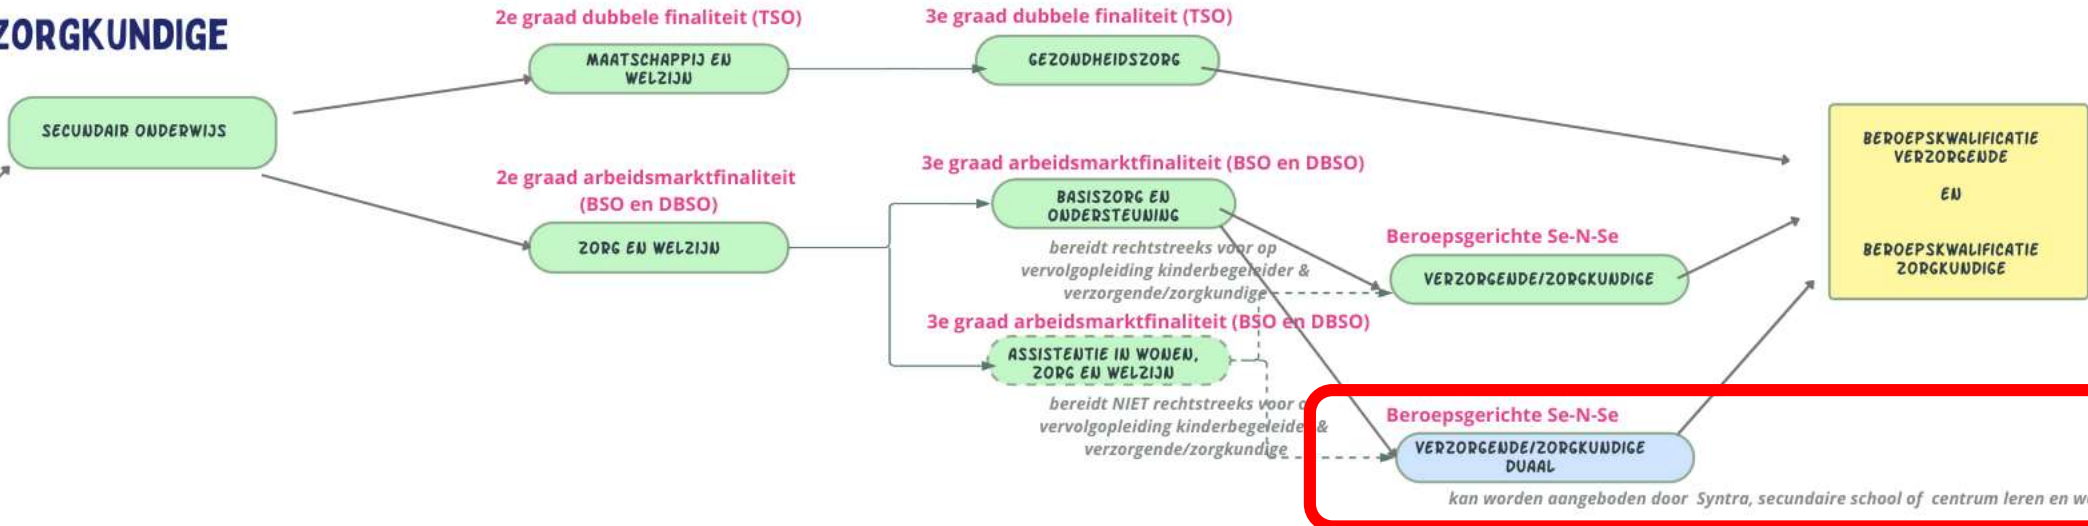 ZORGKUNDIGE
2e graad dubbele finaliteit (TSO)
3e graad dubbele finaliteit (TSO)
MAATSCHAPPIJ EN
WELZIJN
GEZONDHEIDSZORG
SECUNDAIR ONDERWIJS
BEROEPSKWALIFICATIE
VERZORGENDE
EN
BEROEPSKWALIFICATIE
ZORGKUNDIGE
2e graad arbeidsmarktfinaliteit
(BSO en DBSO)
ZORG EN WELZIJN
3e graad arbeidsmarktfinaliteit (BSO en DBSO)
BASISZORG EN
ONDERSTEUNING
bereidt rechtstreeks voor op
vervolgopleiding kinderbegeleider &
verzorgende/zorgkundige
Beroepsgerichte Se-N-Se
VERZORGENDE/ZORGKUNDIGE
3e graad arbeidsmarktfinaliteit (BSO en DBSO)
ASSISTENTIE IN WONEN,
ZORG EN WELZIJN
bereidt NIET rechtstreeks voor
vervolgopleiding kinderbegeleider &
verzorgende/zorgkundige
Beroepsgerichte Se-N-Se
VERZORGENDE/ZORGKUNDIGE
DUAAL
kan worden aangeboden door Syntra, secundaire school of centrum leren en